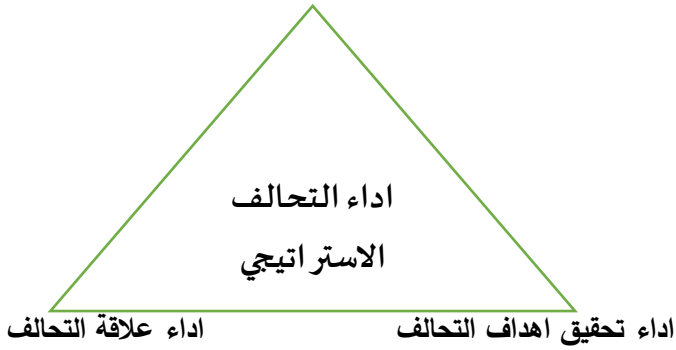 اداء التحالف
الاستراتيجي
اداء تحقيق اهداف التحالف
اداء علاقة التحالف